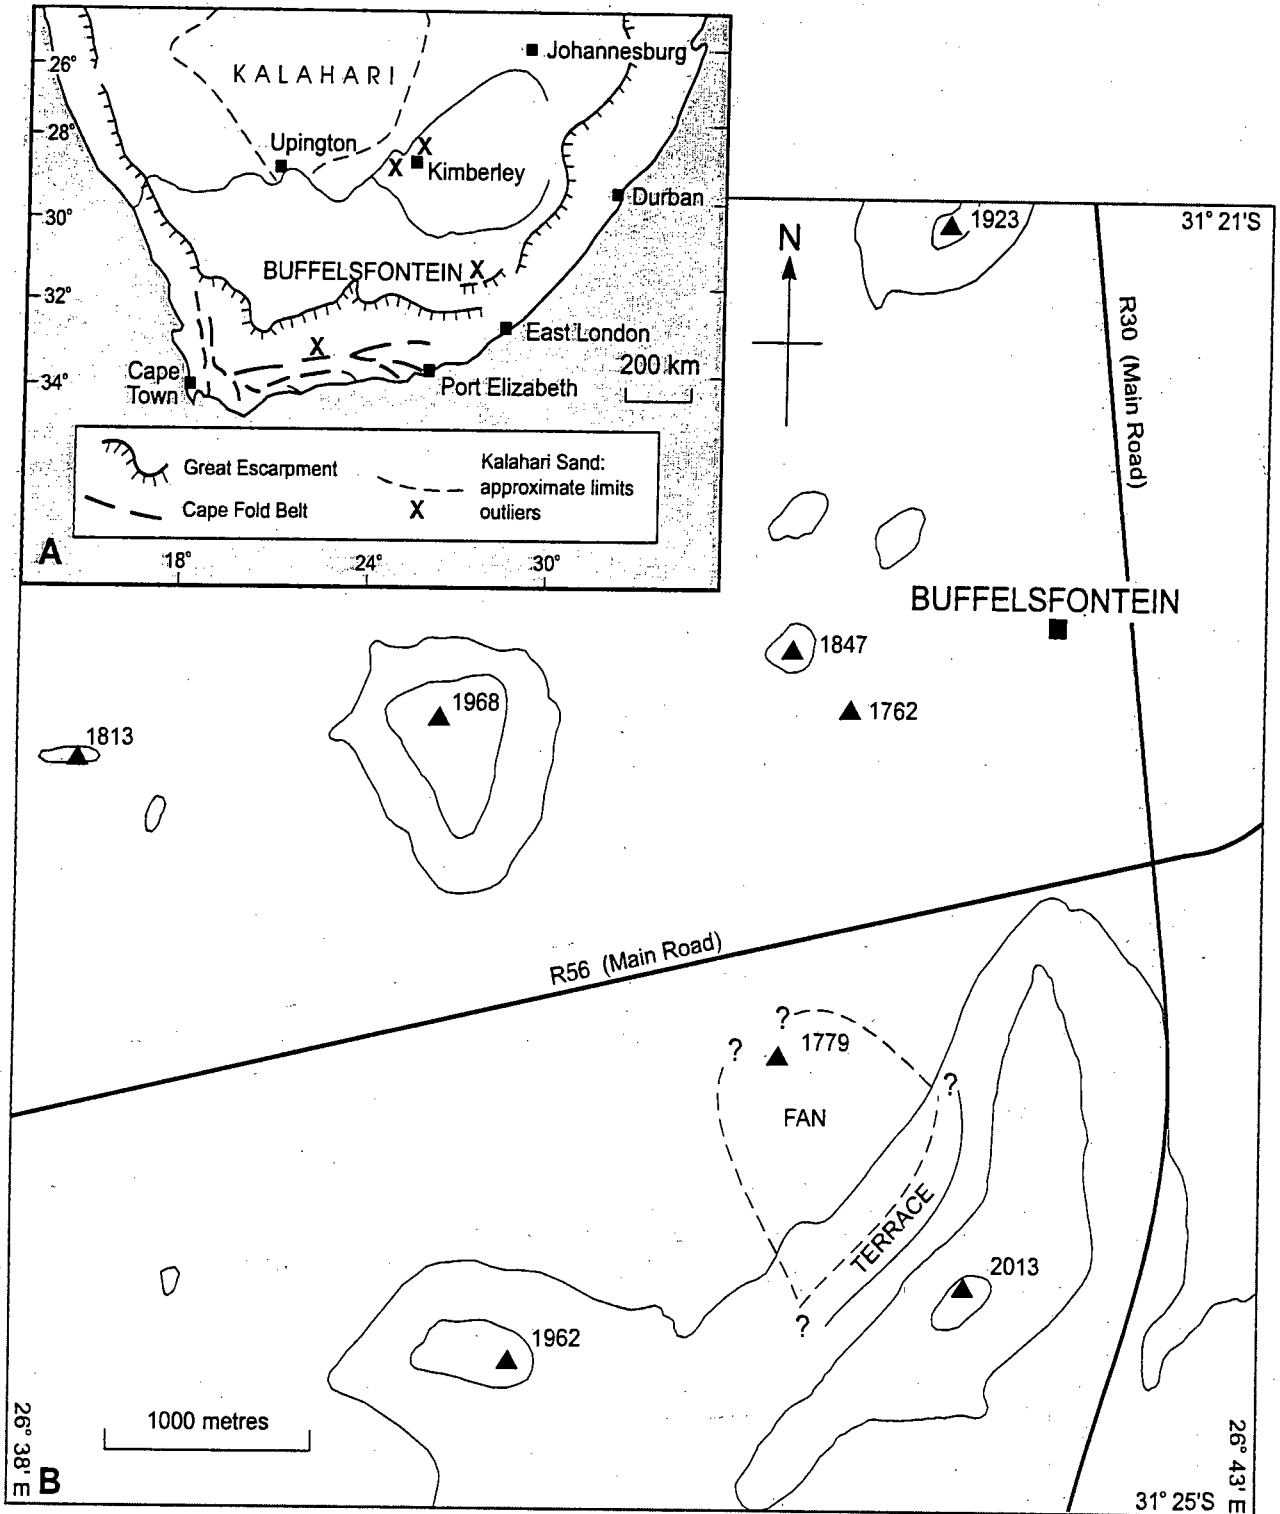 26°
Johannesburg
KALAHARI
28°
Upington
X
X
Kimberley
30°
Durban
BUFFELSFONTEIN X
32°
East London
X
200 km
34°
Cape
Town
Port Elizabeth
Great Escarpment
Cape Fold Belt
Kalahari Sand:
approximate limits
X outliers
A
18°
24°
30°
1923
31° 21'S
N
R30 (Main Road)
BUFFELSFONTEIN
1847
1762
1968
1813
R56 (Main Road)
?
?
1779
?
FAN
TERRACE
2013
?
1962
1000 metres
26° 38' E
B
26° 43' E
31° 25'S